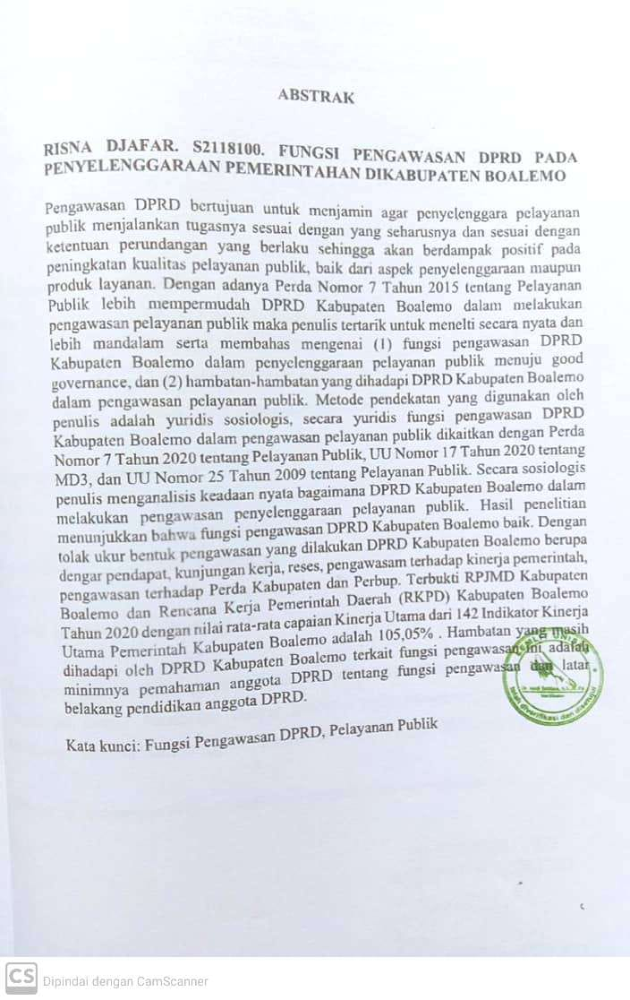 ABSTRAK
RISNA DJAFAR. S2118100. FUNGSI PENGAWASAN DPRD PADA
PENYELENGGARAAN PEMERINTAHAN DIKABUPATEN BOALEMO
Pengawasan DPRD bertujuan untuk menjamin agar penyelenggara pelayanan
publik menjalankan tugasnya sesuai dengan yang seharusnya dan sesuai dengan
ketentuan perundangan yang berlaku sehingga akan berdampak positif pada
peningkatan kualitas pelayanan publik, baik dari aspek penyelenggaraan maupun
produk layanan. Dengan adanya Perda Nomor 7 Tahun 2015 tentang Pelayanan
Publik lebih mempermudah DPRD Kabupaten Boalemo dalam melakukan
pengawasan pelayanan publik maka penulis tertarik untuk menelti secara nyata dan
lebih mandalam serta membahas mengenai (1) fungsi pengawasan DPRD
Kabupaten Boalemo dalam penyelenggaraan pelayanan publik menuju good
governance, dan (2) hambatan-hambatan yang dihadapi DPRD Kabupaten Boalemo
dalam pengawasan pelayanan publik. Metode pendekatan yang digunakan oleh
penulis adalah yuridis sosiologis, secara yuridis fungsi pengawasan DPRD
Kabupaten Boalemo dalam pengawasan pelayanan publik dikaitkan dengan Perda
Nomor 7 Tahun 2020 tentang Pelayanan Publik, UU Nomor 17 Tahun 2020 tentang
MD3, dan UU Nomor 25 Tahun 2009 tentang Pelayanan Publik. Secara sosiologis
penulis menganalisis keadaan nyata bagaimana DPRD Kabupaten Boalemo dalam
melakukan pengawasan penyelenggaraan pelayanan publik. Hasil penelitian
menunjukkan bahwa fungsi pengawasan DPRD Kabupaten Boalemo baik. Dengan
tolak ukur bentuk pengawasan yang dilakukan DPRD Kabupaten Boalemo berupa
dengar pendapat, kunjungan kerja, reses, pengawasam terhadap kinerja pemerintah,
pengawasan terhadap Perda Kabupaten dan Perbup. Terbukti RPJMD Kabupaten
Boalemo dan Rencana Kerja Pemerintah Daerah (RKPD) Kabupaten Boalemo
Tahun 2020 dengan nilai rata-rata capaian Kinerja Utama dari 142 Indikator Kinerja
Utama Pemerintah Kabupaten Boalemo adalah 105,05% . Hambatan yang masih
dihadapi oleh DPRD Kabupaten Boalemo terkait fungsi pengawasan ini adalah
minimnya pemahaman anggota DPRD tentang fungsi pengawasan dan latar
belakang pendidikan anggota DPRD.
Kata kunci: Fungsi Pengawasan DPRD, Pelayanan Publik
telah diverifikasi dan disetujui
CS Dipindai dengan CamScanner